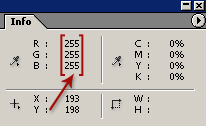 Info
R : 255 C : 0%
G : 255 M : 0%
B : 255 Y : 0%
K : 0%
X : 193 W :
Y : 198 H :